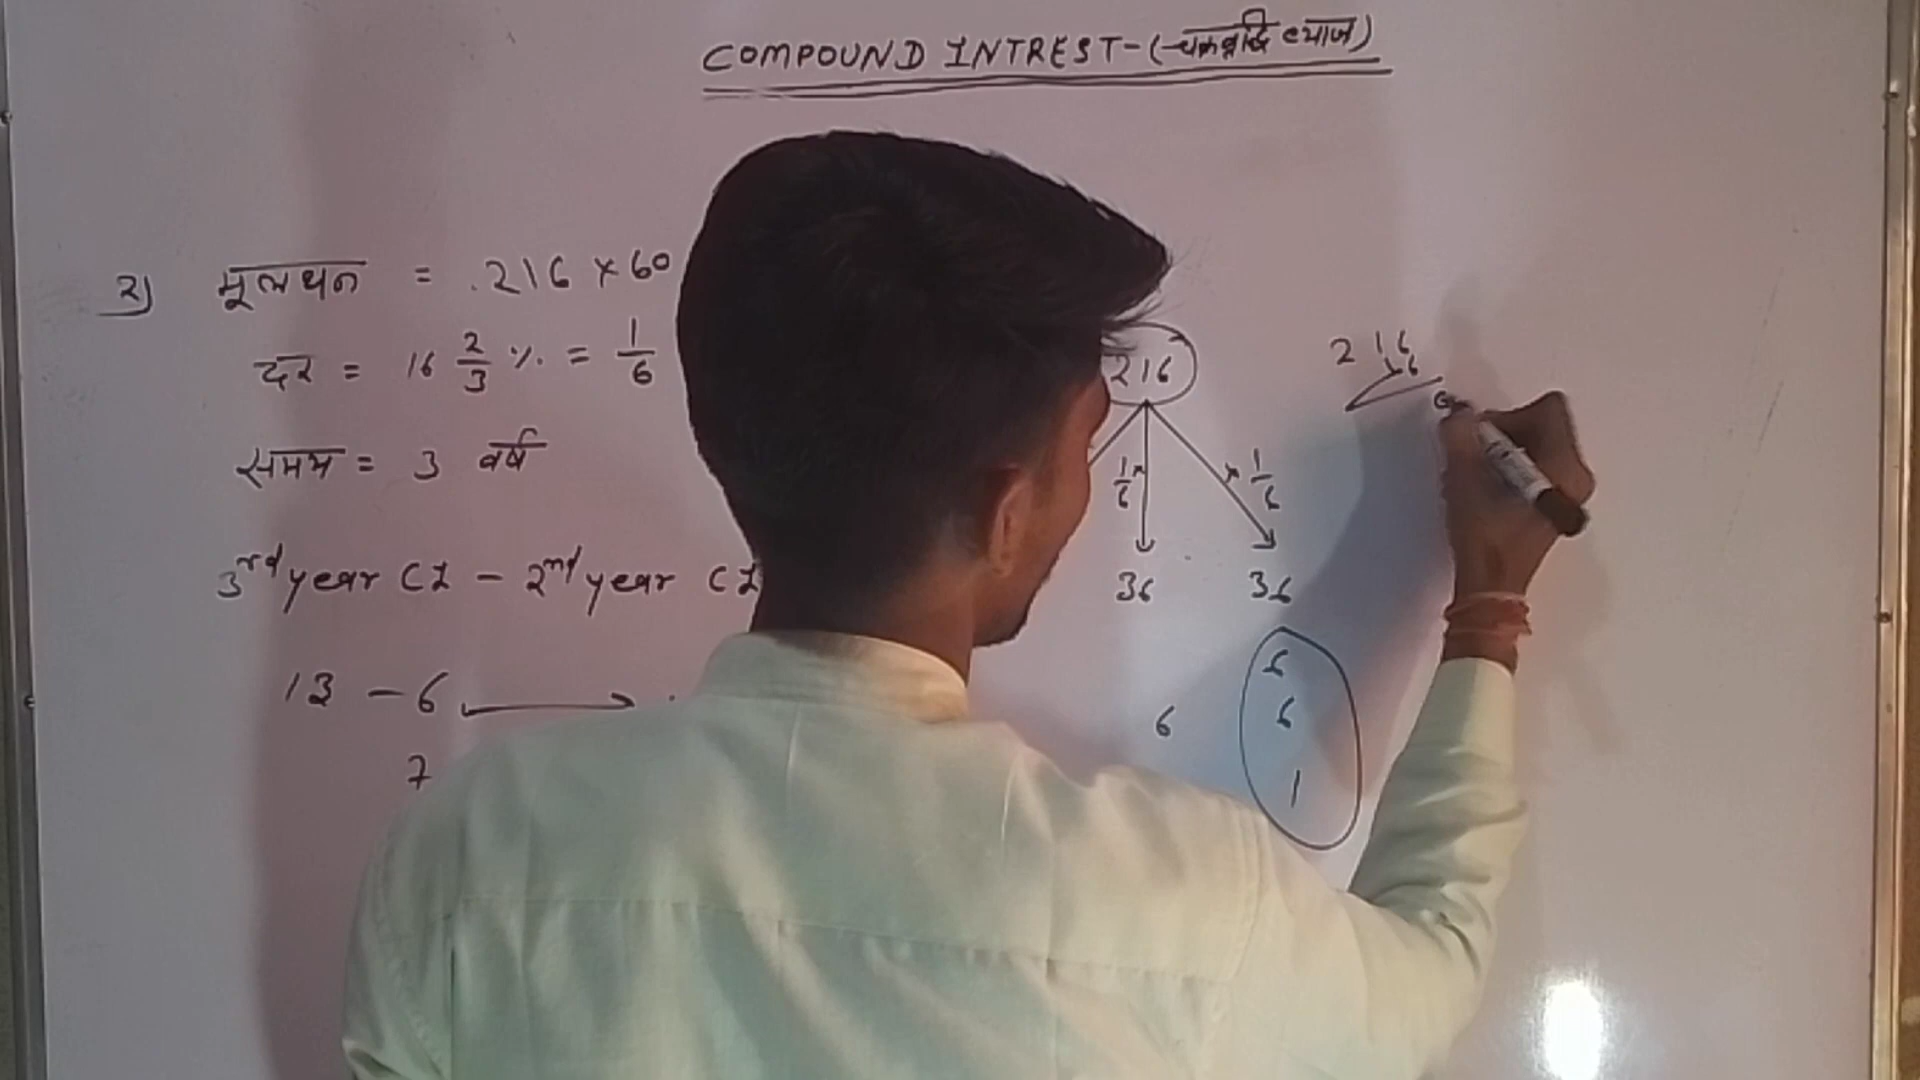 COMPOUND INTREST-(चक्रवृद्धि ब्याज)
2) मूलधन = 216 × 60
दर = 16 2/3 % = 1/6
समय = 3 वर्ष
3rd year CI - 2nd year CI
13 - 6
7
216
1/6 × × 1/6
36 36
6
6
6
1
216